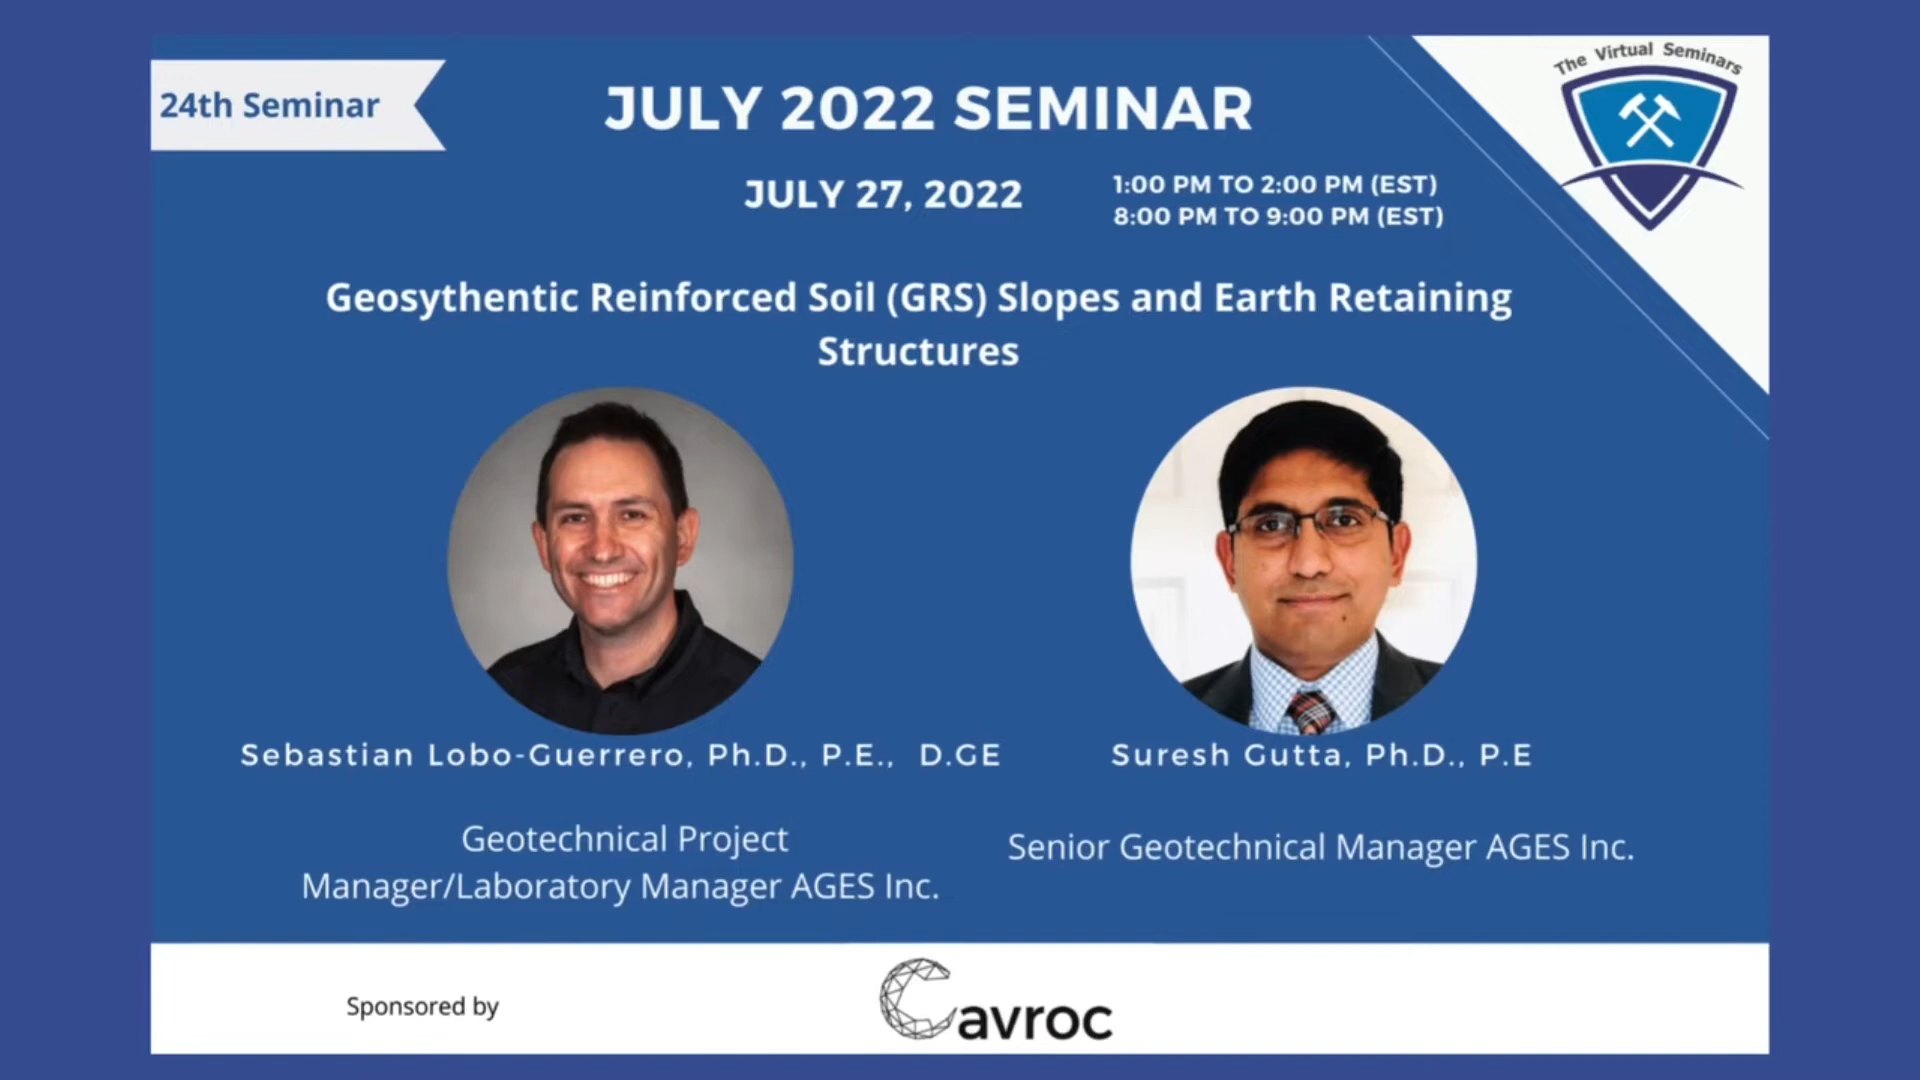 The Virtual Seminars
24th Seminar
JULY 2022 SEMINAR
JULY 27, 2022
1:00 PM TO 2:00 PM (EST)
8:00 PM TO 9:00 PM (EST)
Geosythentic Reinforced Soil (GRS) Slopes and Earth Retaining
Structures
Sebastian Lobo-Guerrero, Ph.D., P.E., D.GE
Suresh Gutta, Ph.D., P.E
Geotechnical Project
Manager/Laboratory Manager AGES Inc.
Senior Geotechnical Manager AGES Inc.
Sponsored by
Cavroc